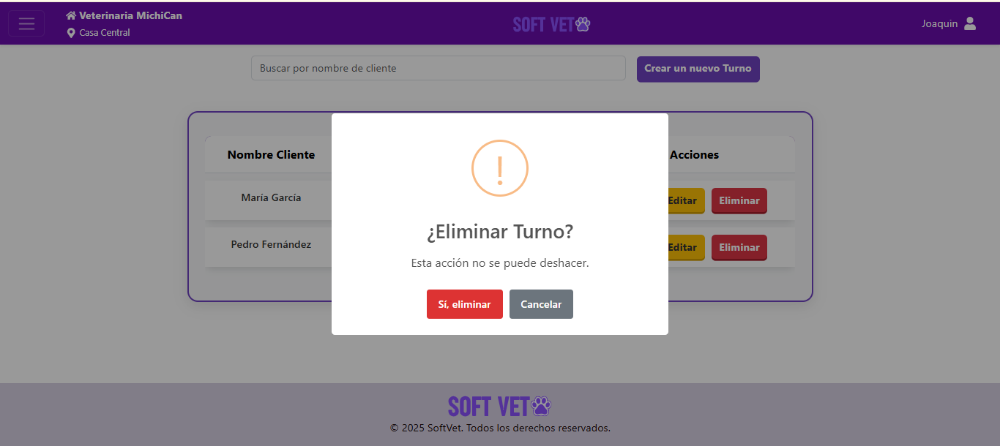 Veterinaria MichiCan
Casa Central
SOFT VET
Joaquin
Buscar por nombre de cliente
Crear un nuevo Turno
Nombre Cliente
Acciones
María García
Editar
Eliminar
Pedro Fernández
Editar
Eliminar
!
¿Eliminar Turno?
Esta acción no se puede deshacer.
Sí, eliminar
Cancelar
SOFT VET
© 2025 SoftVet. Todos los derechos reservados.